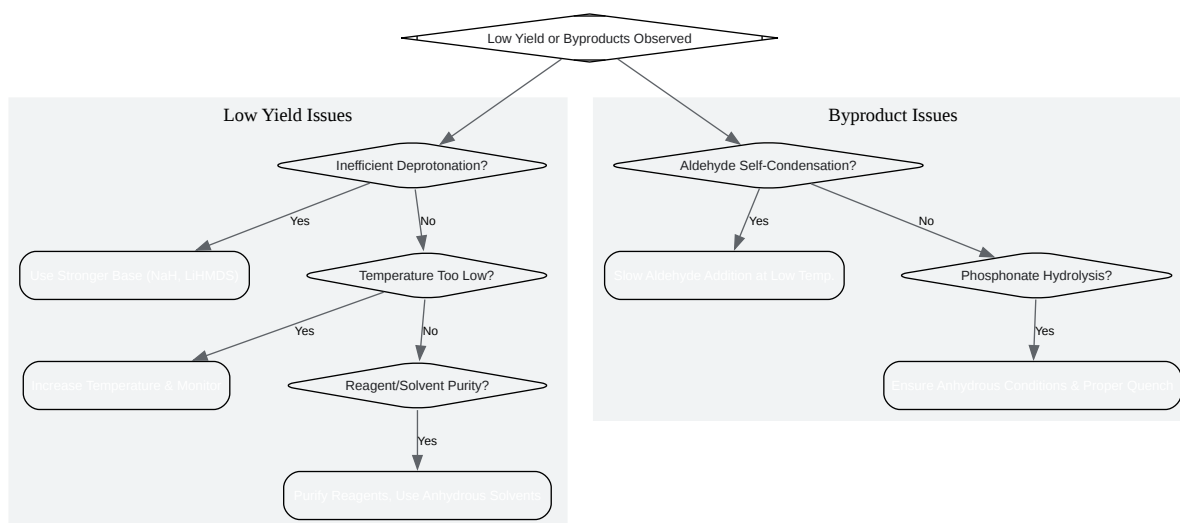 Low Yield or Byproducts Observed
Low Yield Issues
Byproduct Issues
Inefficient Deprotonation?
Aldehyde Self-Condensation?
Yes
No
Yes
No
Use Stronger Base (NaH, LiHMDS)
Temperature Too Low?
Slow Aldehyde Addition at Low Temp.
Phosphonate Hydrolysis?
Yes
No
Yes
Increase Temperature & Monitor
Reagent/Solvent Purity?
Ensure Anhydrous Conditions & Proper Quench
Yes
Purify Reagents, Use Anhydrous Solvents